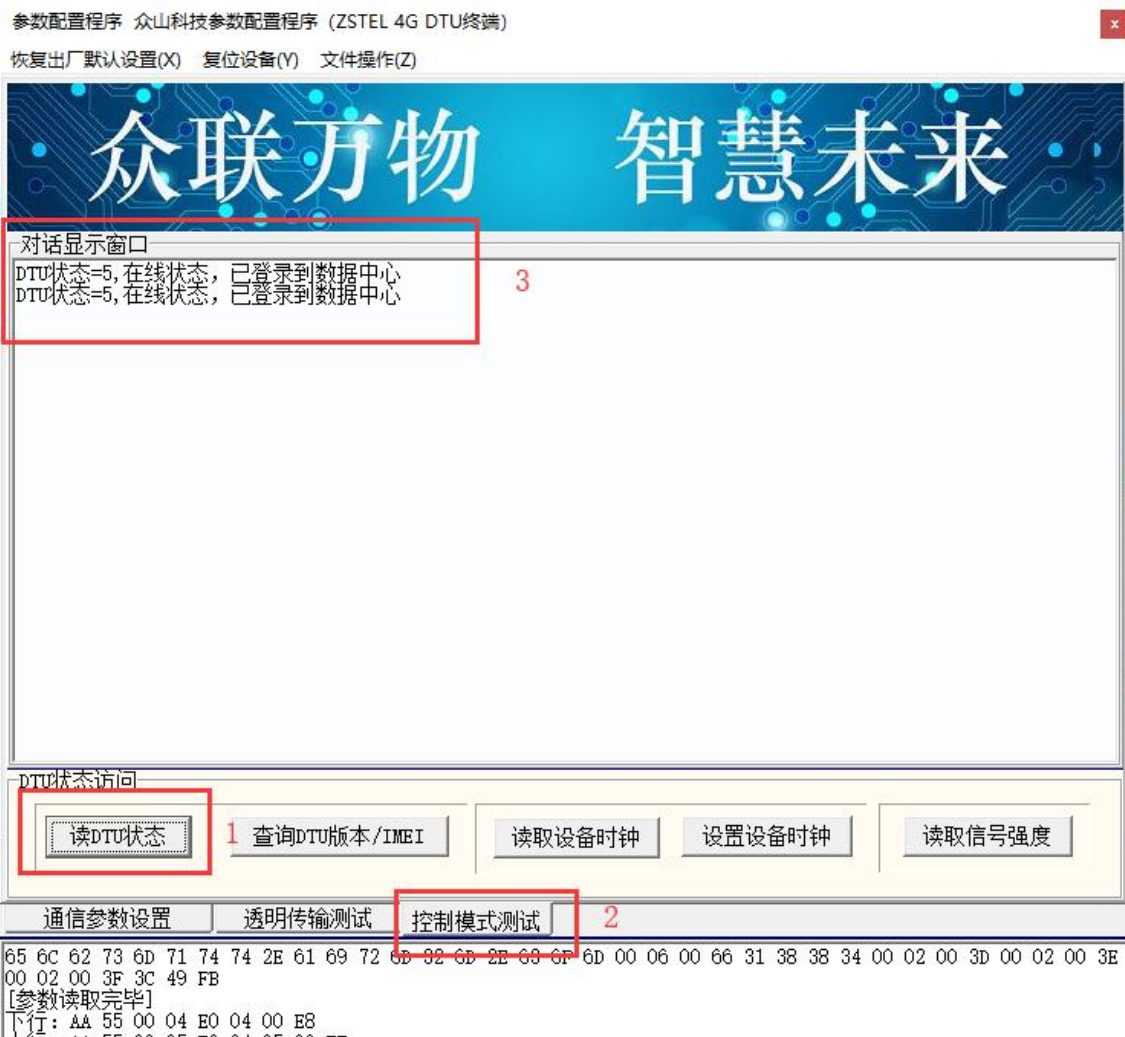 参数配置程序 众山科技参数配置程序 (ZSTEL 4G DTU终端)
x
恢复出厂默认设置(X) 复位设备(Y) 文件操作(Z)
众联万物 智慧未来
对话显示窗口
DTU状态=5,在线状态，已登录到数据中心
DTU状态=5,在线状态，已登录到数据中心
3
DTU状态访问
读DTU状态
1
查询DTU版本/IMEI
读取设备时钟
设置设备时钟
读取信号强度
通信参数设置
透明传输测试
控制模式测试
2
65 6C 62 73 6D 71 74 74 2E 61 69 72 6D 32 6D 2E 63 6F 6D 00 06 00 66 31 38 38 34 00 02 00 3D 00 02 00 3E
00 02 00 3F 3C 49 FB
[参数读取完毕]
下行: AA 55 00 04 E0 04 00 E8